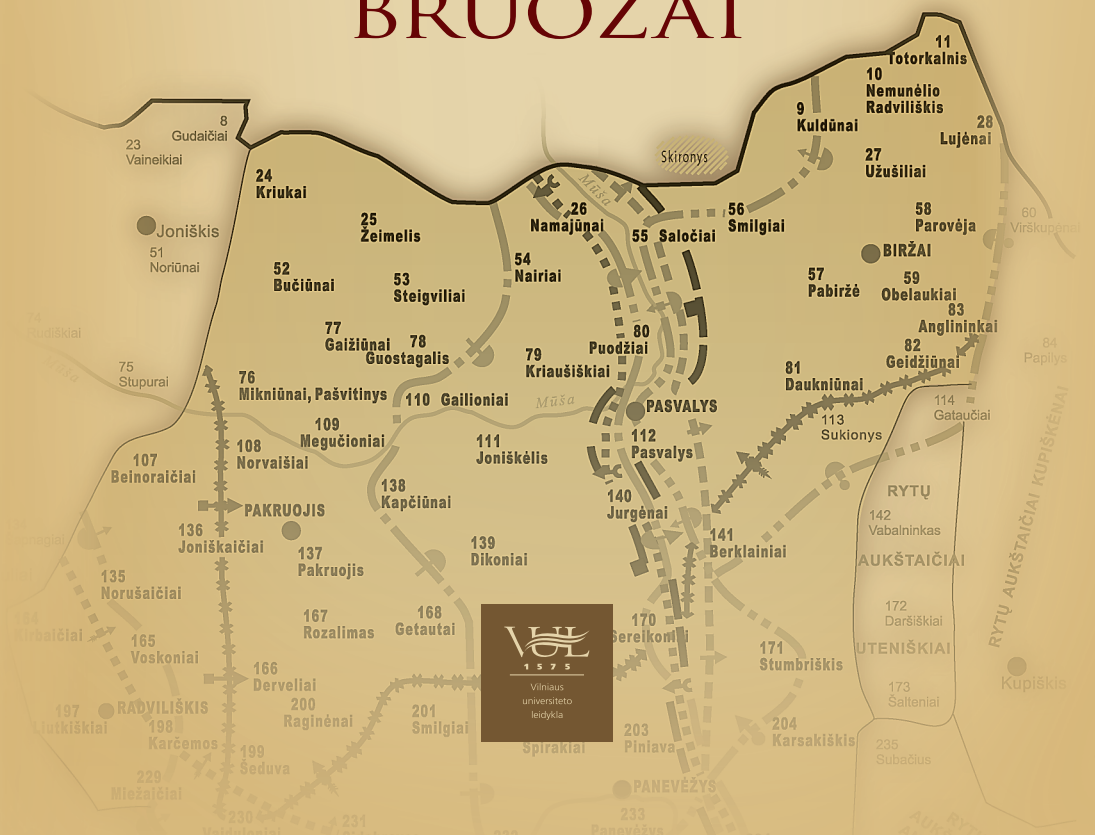 BRUOŽAI
11
Totorkalnis
10
Nemunėlio
Radviliškis
9
Kuldūnai
28
Lujėnai
8
Gudaičiai
23
Vaineikiai
Skironys
27
Užušiliai
24
Kriukai
Mūša
26
Namajūnai
56
Smilgiai
58
Parovėja
60
Virškupėnai
25
Žeimelis
55 Saločiai
Joniškis
51
Noriūnai
BIRŽAI
54
Nairiai
52
Bučiūnai
53
Steigviliai
57
Pabiržė
59
Obelaukiai
83
Anglininkai
77
Gaižiūnai
78
Guostagalis
80
Puodžiai
82
Geidžiūnai
84
Papilys
79
Kriaušiškiai
75
Stupurai
81
Daukniūnai
76
Mikniūnai, Pašvitinys
110 Gailioniai
Mūša
PASVALYS
114
Gataučiai
113
Sukionys
109
Megučioniai
111
Joniškėlis
112
Pasvalys
108
Norvaišiai
107
Beinoraičiai
138
Kapčiūnai
140
Jurgėnai
RYTŲ
PAKRUOJIS
142
Vabalninkas
136
Joniškaičiai
141
Berklainiai
139
Dikoniai
137
Pakruojis
AUKŠTAIČIAI
RYTŲ AUKŠTAIČIAI KUPIŠKĖNAI
135
Norušaičiai
172
Daršiškiai
168
Getautai
167
Rozalimas
170
Sereikoniai
165
Voskoniai
UTENIŠKIAI
171
Stumbriškis
VUL
1575
Vilniaus
universiteto
leidykla
166
Derveliai
Kupiškis
173
Šalteniai
200
Raginėnai
201
Smilgiai
197
Liutkiškiai
RADVILIŠKIS
198
Karčemos
203
Piniava
204
Karsakiškis
235
Subačius
199
Šeduva
229
Miežaičiai
PANEVĖŽYS
230
231
233
Panevėžys